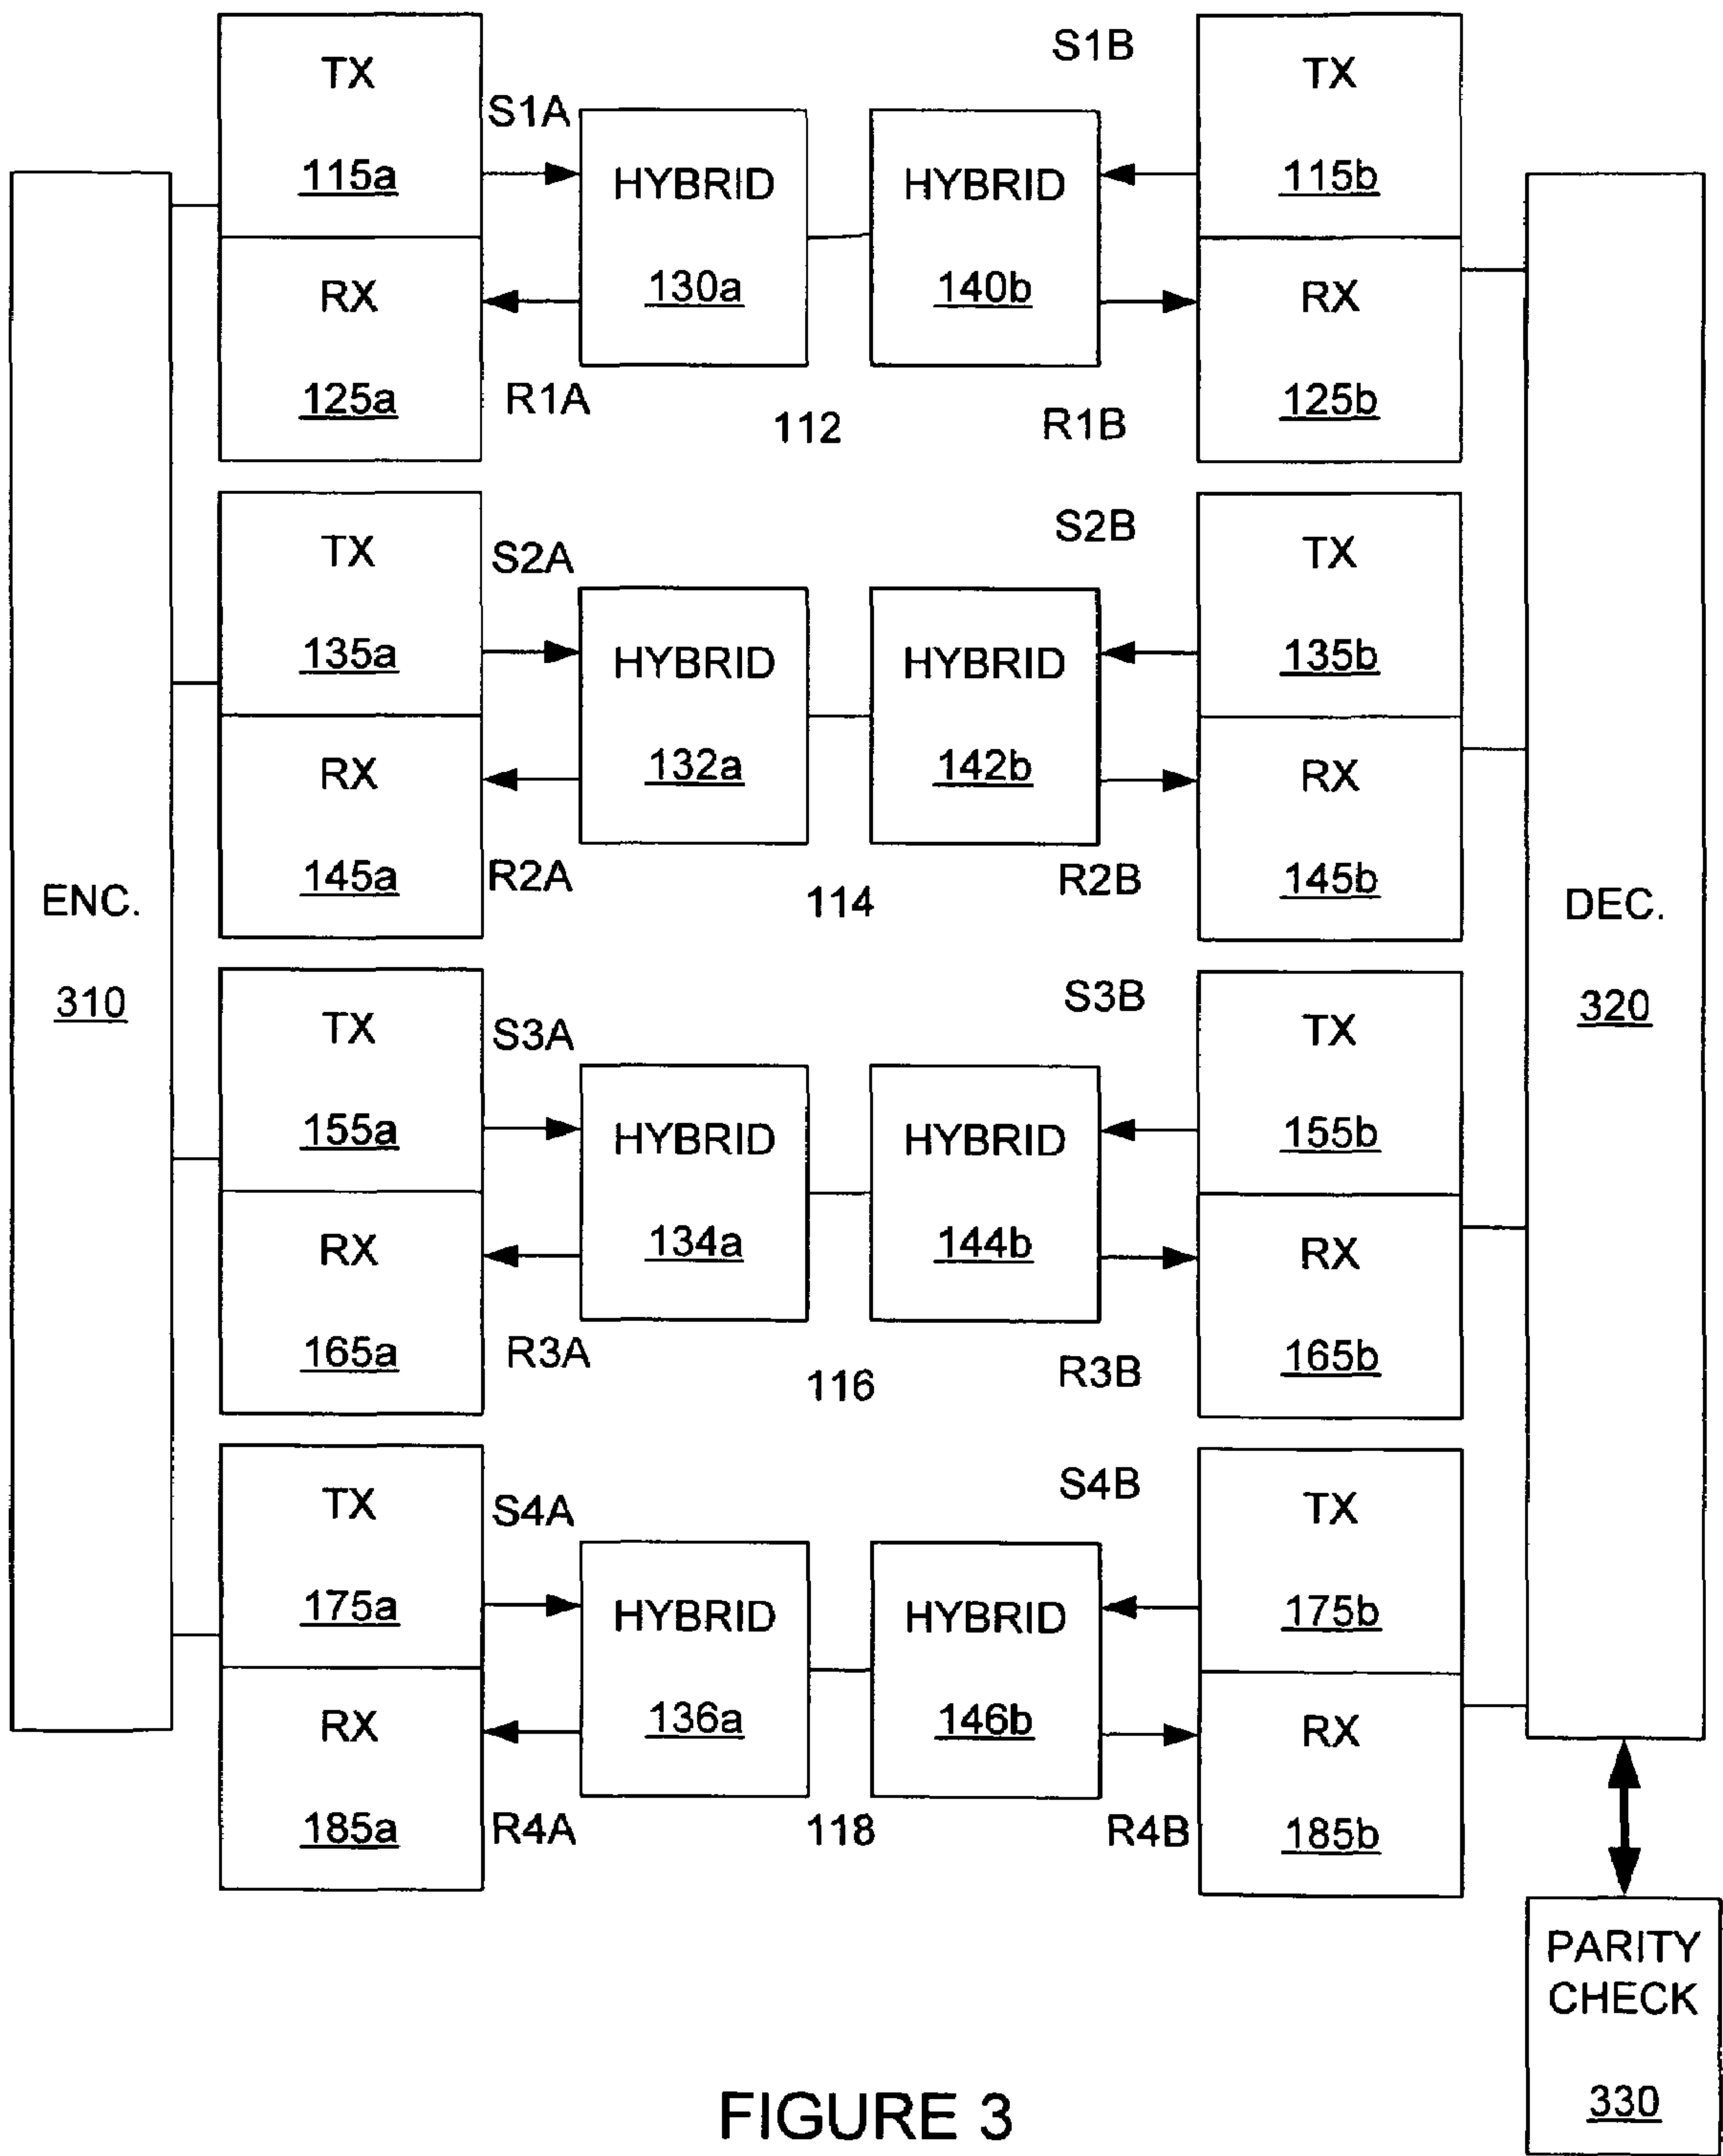 TX
115a
S1A
HYBRID
130a
HYBRID
140b
S1B
TX
115b
RX
125a
R1A
112
R1B
RX
125b
TX
135a
S2A
HYBRID
132a
HYBRID
142b
S2B
TX
135b
RX
145a
R2A
114
R2B
RX
145b
ENC.
310
DEC.
320
TX
155a
S3A
HYBRID
134a
HYBRID
144b
S3B
TX
155b
RX
165a
R3A
116
R3B
RX
165b
TX
175a
S4A
HYBRID
136a
HYBRID
146b
S4B
TX
175b
RX
185a
R4A
118
R4B
RX
185b
PARITY
CHECK
330
FIGURE 3